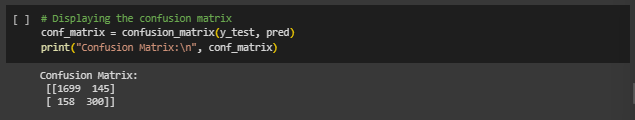 [ ] # Displaying the confusion matrix
conf_matrix = confusion_matrix(y_test, pred)
print("Confusion Matrix:\n", conf_matrix)
Confusion Matrix:
[[1699 145]
[ 158 300]]